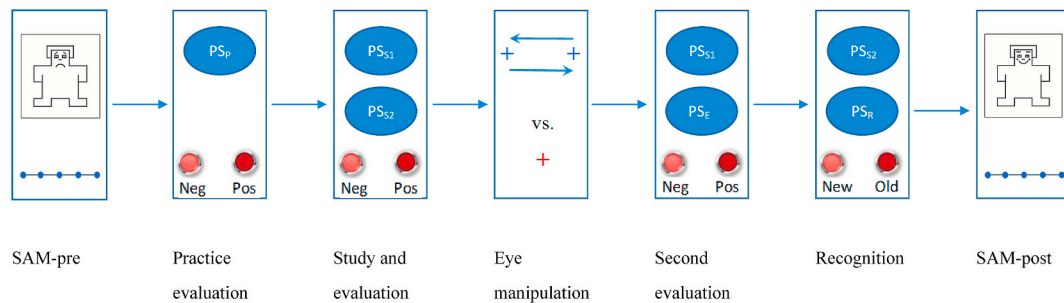 PSP
Neg Pos
PSS1
PSS2
Neg Pos
+ +
vs.
+
PSS1
PSE
Neg Pos
PSS2
PSR
New Old
SAM-pre
Practice
evaluation
Study and
evaluation
Eye
manipulation
Second
evaluation
Recognition
SAM-post